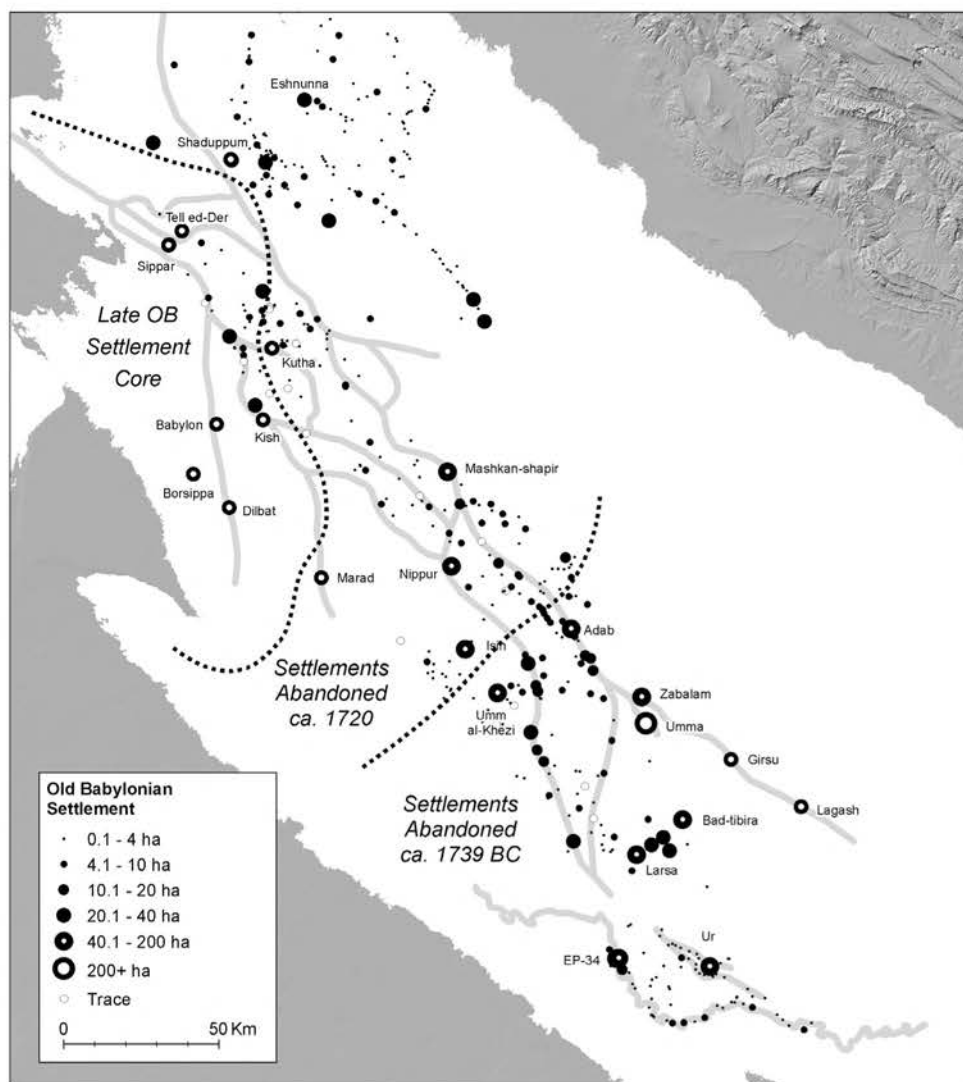 Eshnunna
Shaduppum
Tell ed-Der
Sippar
Late OB
Settlement
Core
Kutha
Babylon
Kish
Borsippa
Dilbat
Mashkan-shapir
Marad
Nippur
Adab
Isin
Settlements
Abandoned
ca. 1720
Zabalam
Umm
al-Khezi
Umma
Girsu
Settlements
Abandoned
ca. 1739 BC
Lagash
Bad-tibira
Larsa
Ur
EP-34
Old Babylonian
Settlement
0.1 - 4 ha
4.1 - 10 ha
10.1 - 20 ha
20.1 - 40 ha
40.1 - 200 ha
200+ ha
Trace
0 50 Km